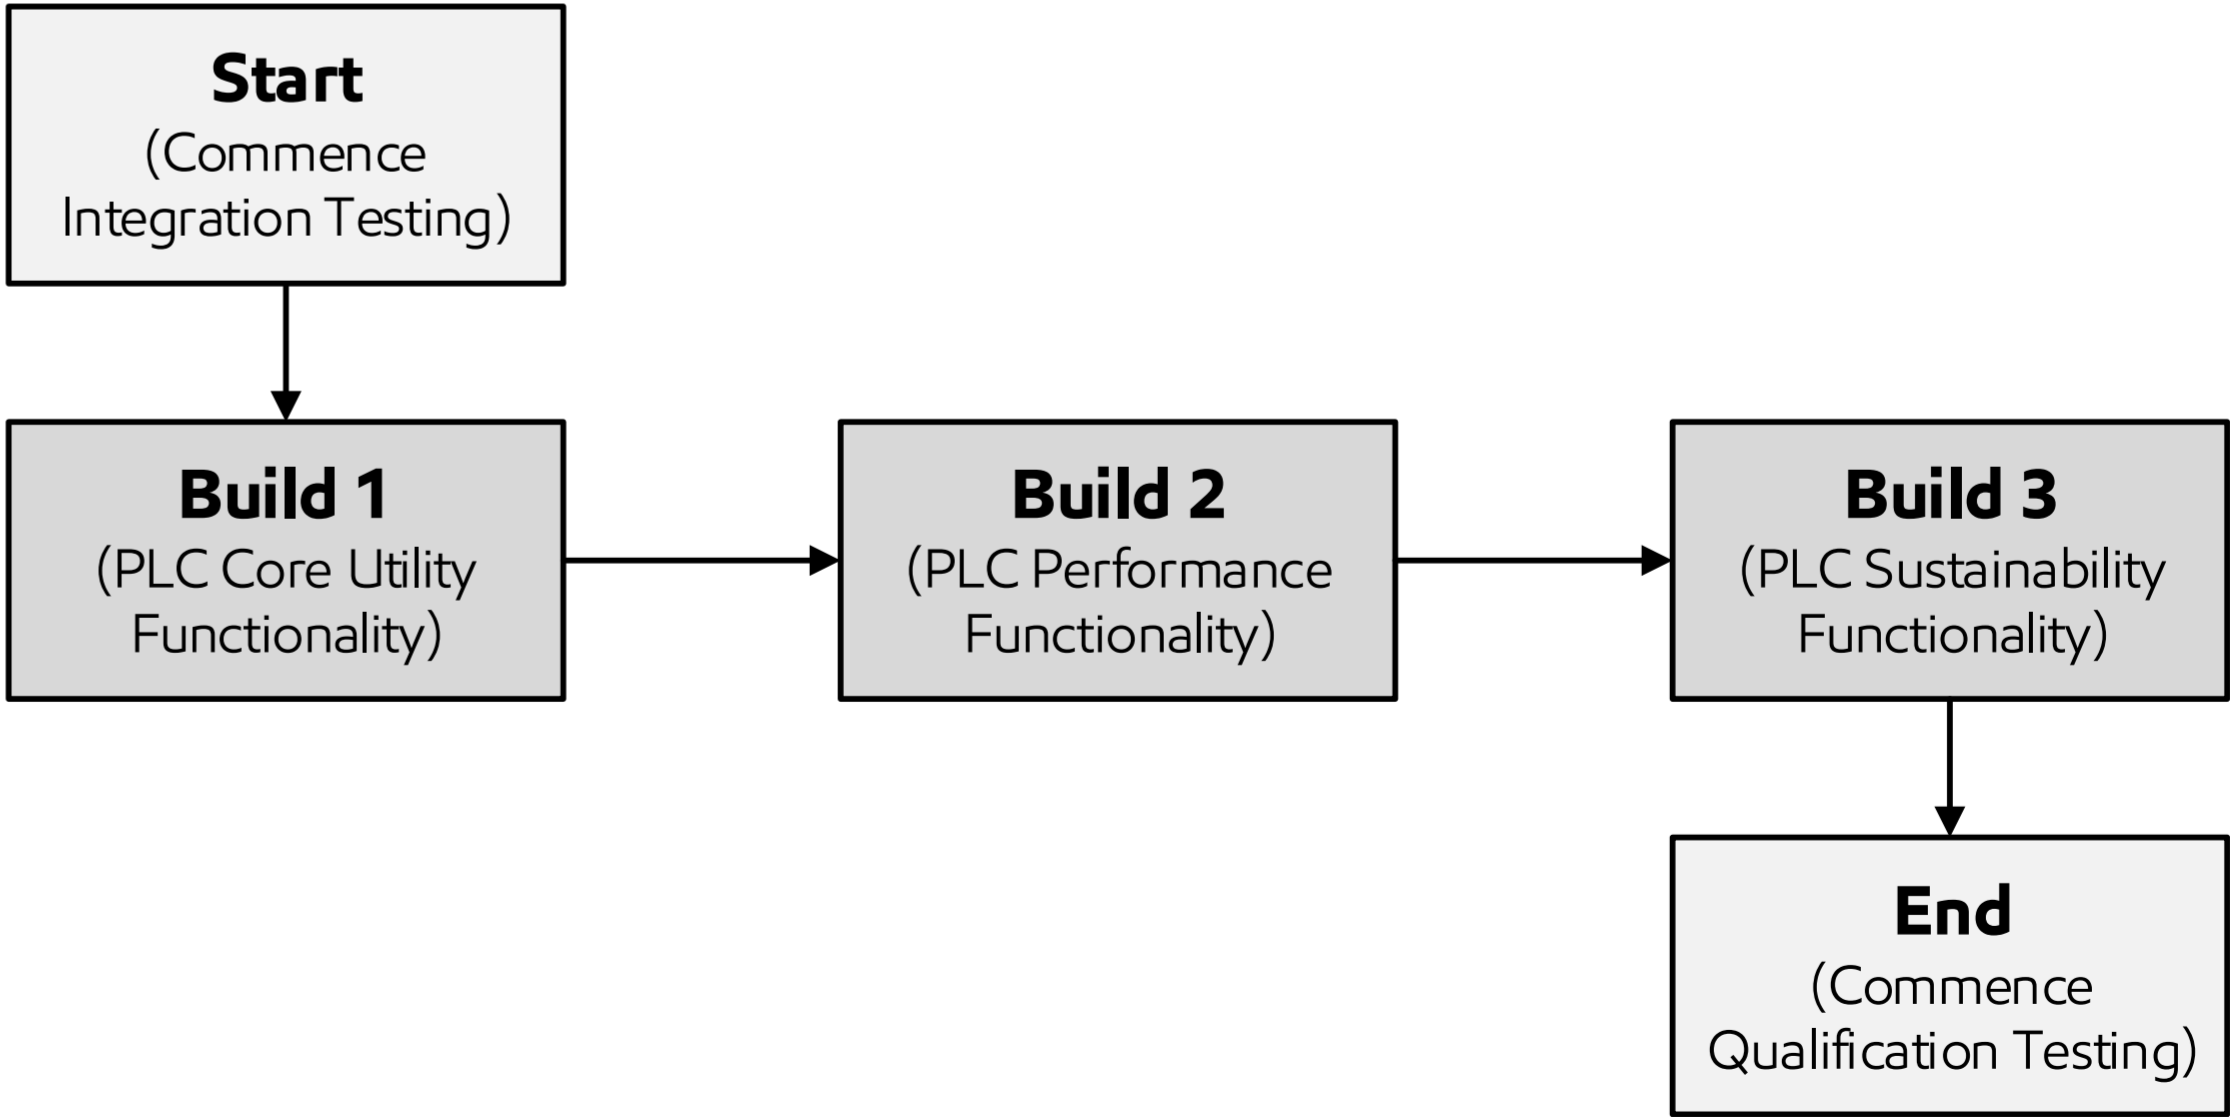 Start
(Commence
Integration Testing)
Build 1
(PLC Core Utility
Functionality)
Build 2
(PLC Performance
Functionality)
Build 3
(PLC Sustainability
Functionality)
End
(Commence
Qualification Testing)